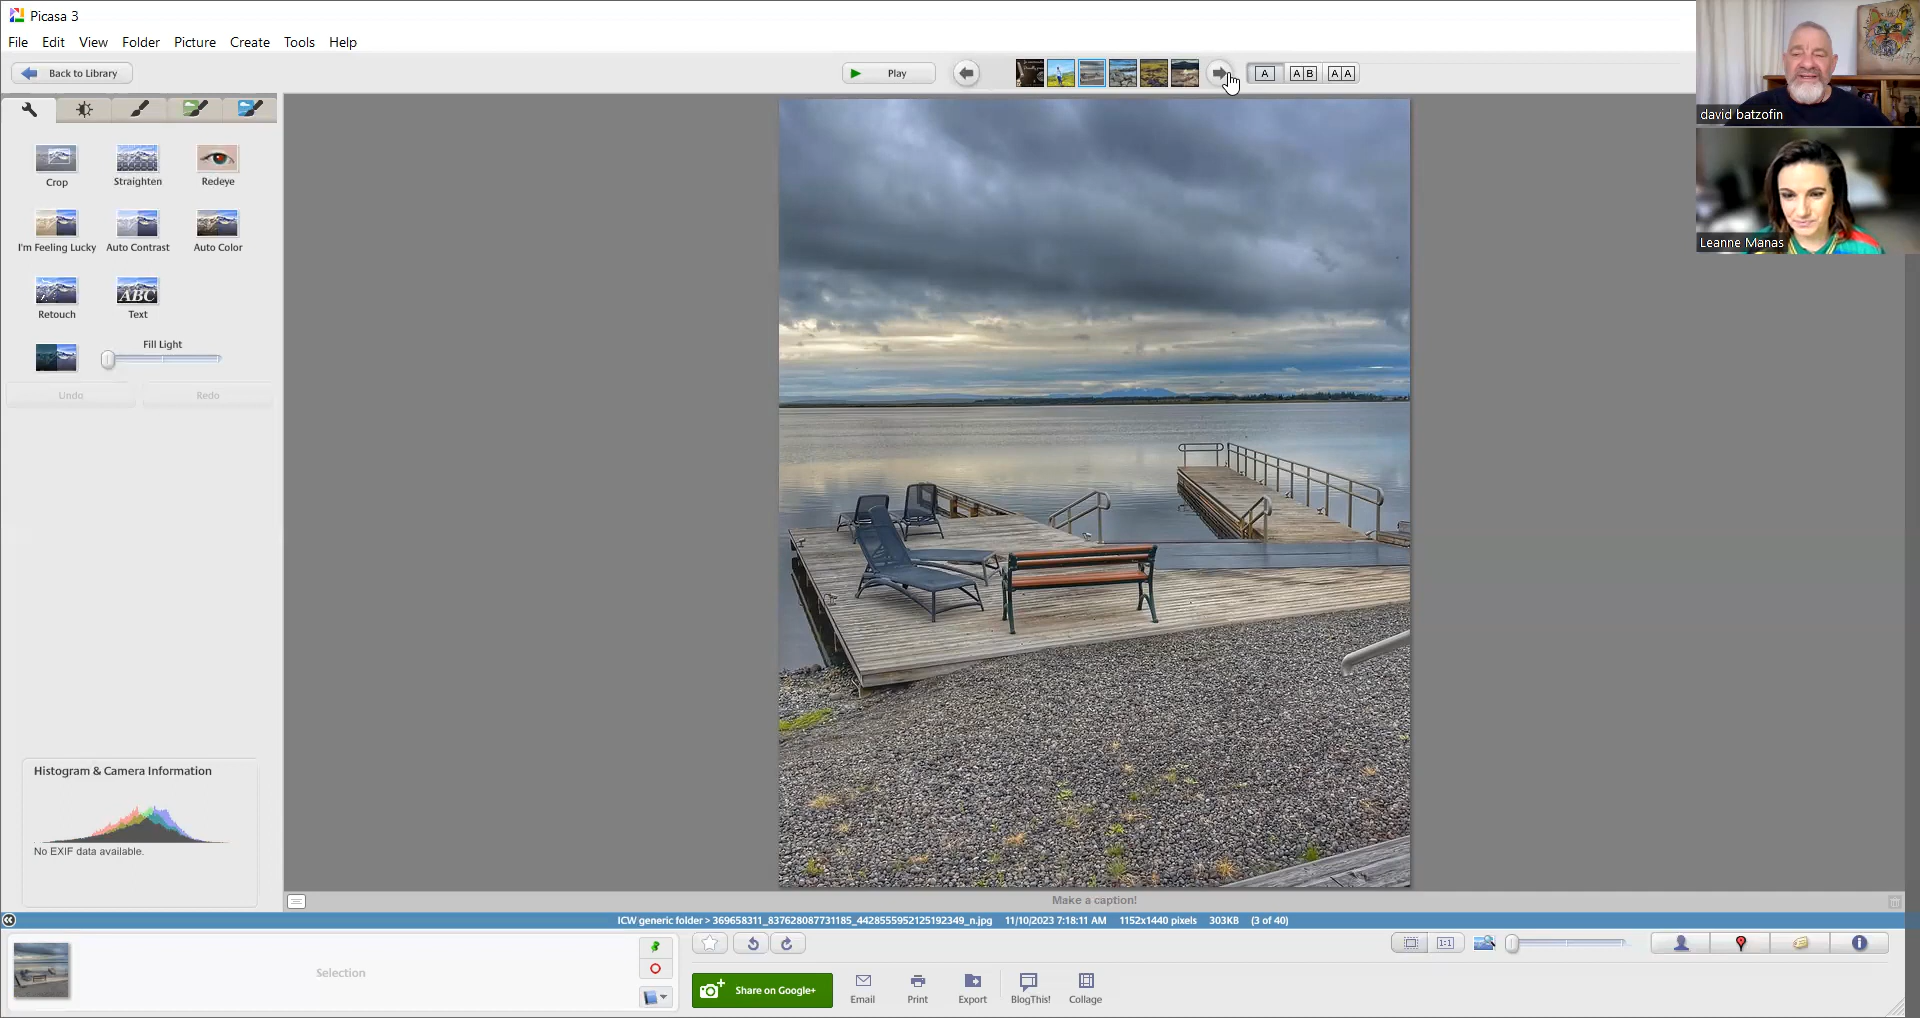 Picasa 3
File Edit View Folder Picture Create Tools Help
Back to Library
Play
A
A B
A A
david batzofin
Leanne Manas
Crop Straighten Redeye
I'm Feeling Lucky Auto Contrast Auto Color
Retouch ABC Text
Fill Light
Undo Redo
Histogram & Camera Information
No EXIF data available.
Make a caption!
ICW generic folder > 369658311_837628087731185_4428555952125192349_n.jpg 11/10/2023 7:18:11 AM 1152x1440 pixels 303KB (3 of 40)
Selection
1:1
Share on Google+
Email Print Export BlogThis! Collage